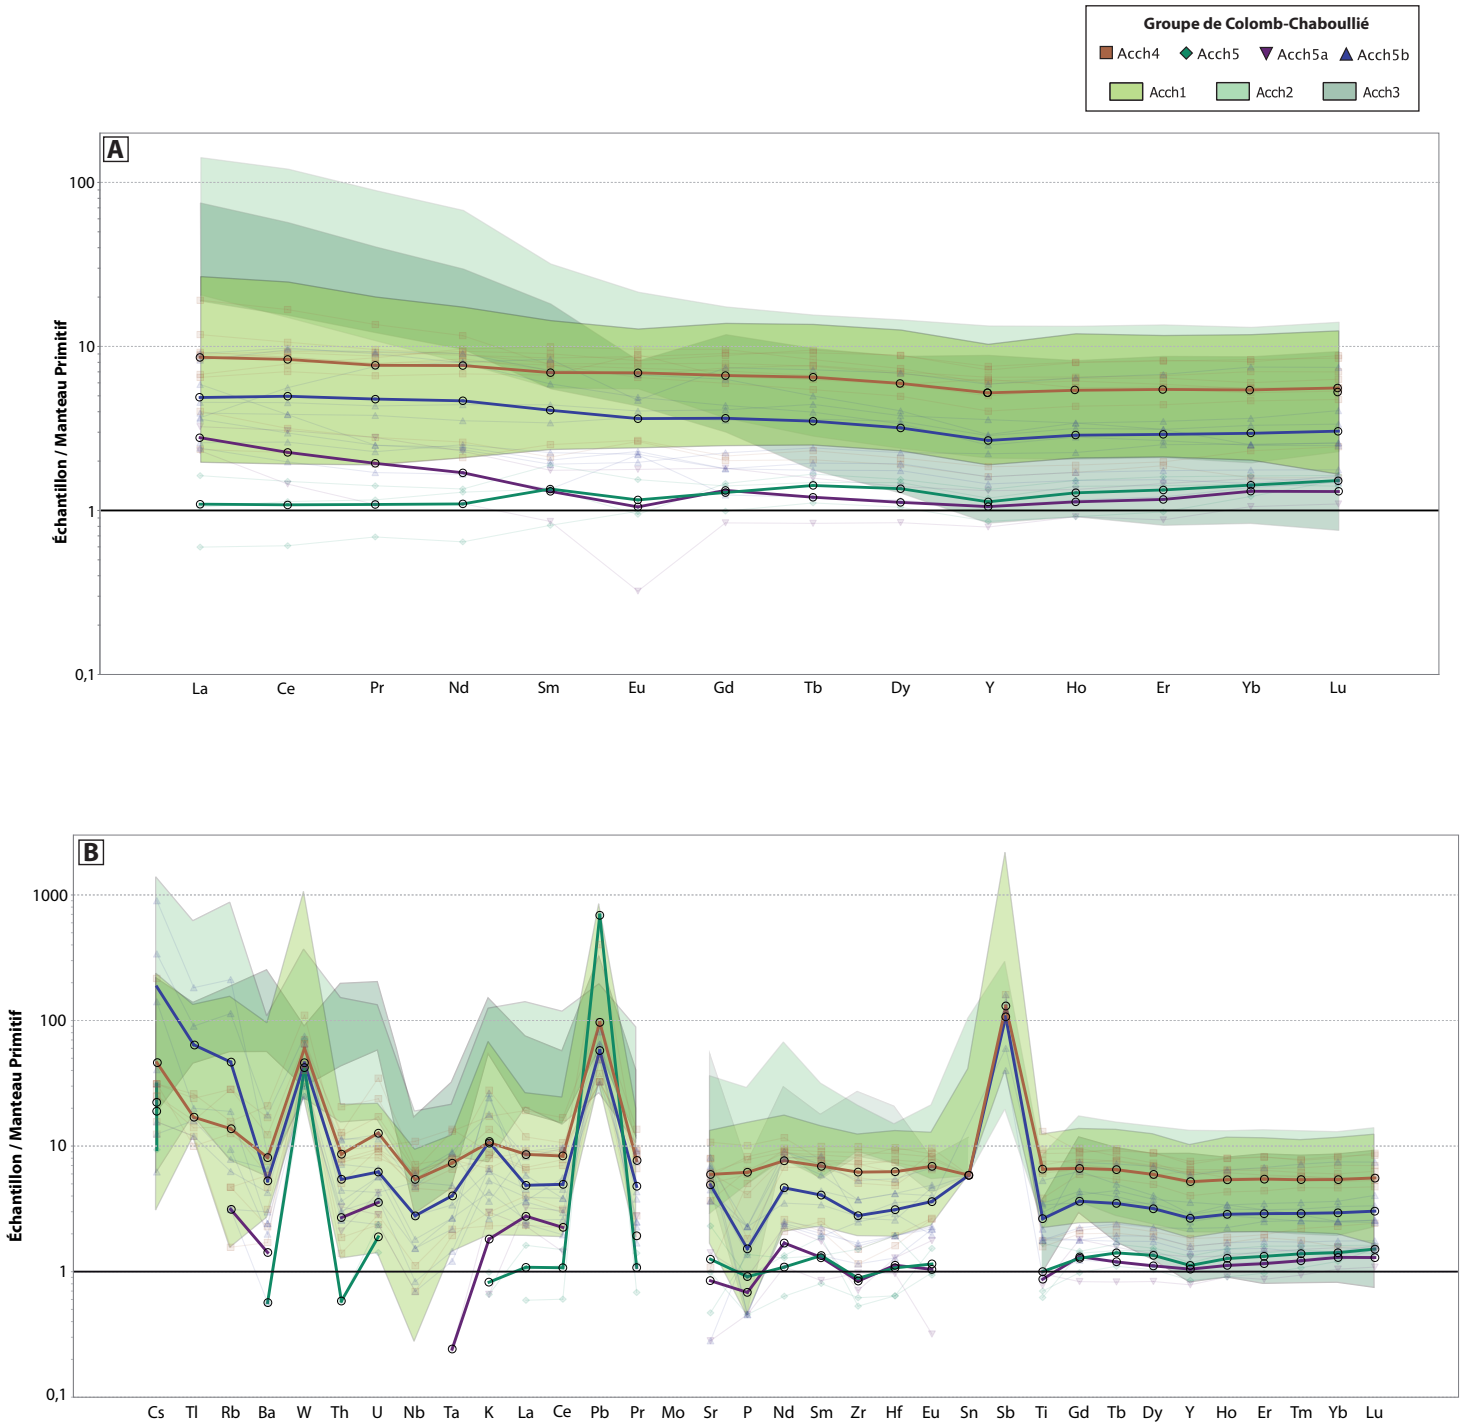 Groupe de Colomb-Chaboullié
Acch4 Acch5 Acch5a Acch5b
Acch1 Acch2 Acch3
A
100
10
1
0,1
Échantillon / Manteau Primitif
La Ce Pr Nd Sm Eu Gd Tb Dy Y Ho Er Yb Lu
B
1000
100
10
1
0,1
Échantillon / Manteau Primitif
Cs Tl Rb Ba W Th U Nb Ta K La Ce Pb Pr Mo Sr P Nd Sm Zr Hf Eu Sn Sb Ti Gd Tb Dy Y Ho Er Tm Yb Lu